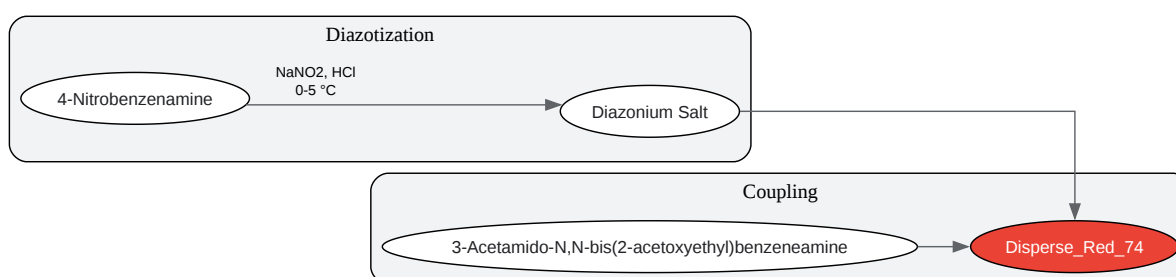 Diazotization
NaNO2, HCl
0-5 °C
4-Nitrobenzenamine
Diazonium Salt
Coupling
3-Acetamido-N,N-bis(2-acetoxyethyl)benzeneamine
Disperse_Red_74